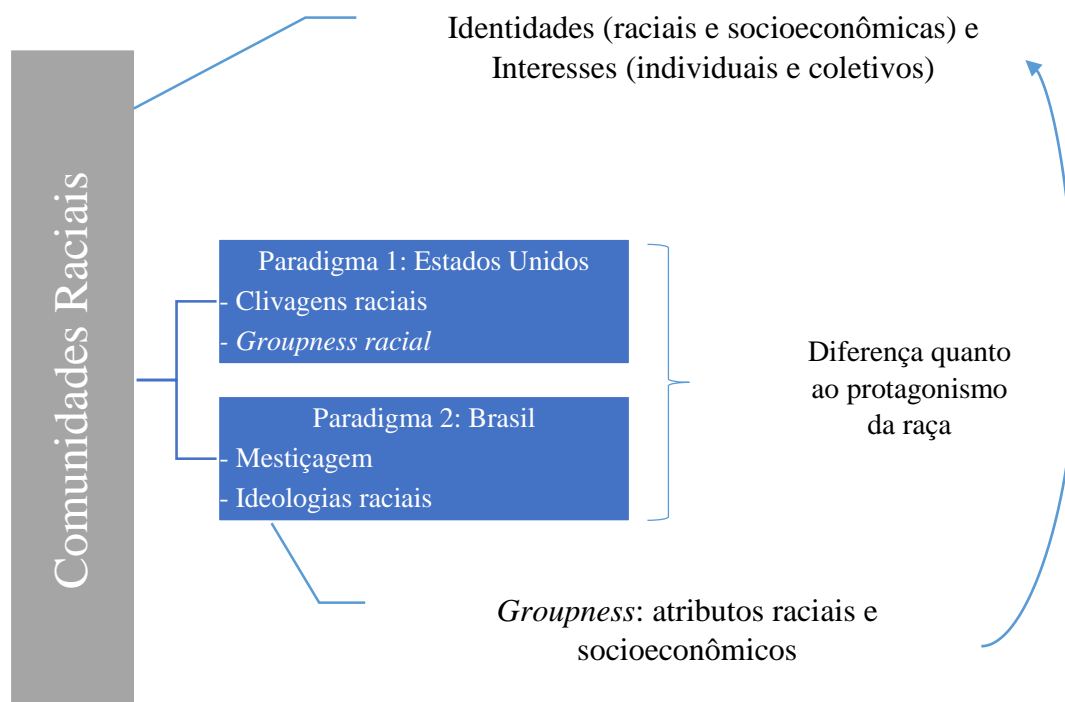 Identidades (raciais e socioeconômicas) e
Interesses (individuais e coletivos)
Comunidades Raciais
Paradigma 1: Estados Unidos
- Clivagens raciais
- Groupness racial
Paradigma 2: Brasil
- Mestiçagem
- Ideologias raciais
Diferença quanto
ao protagonismo
da raça
Groupness: atributos raciais e
socioeconômicos